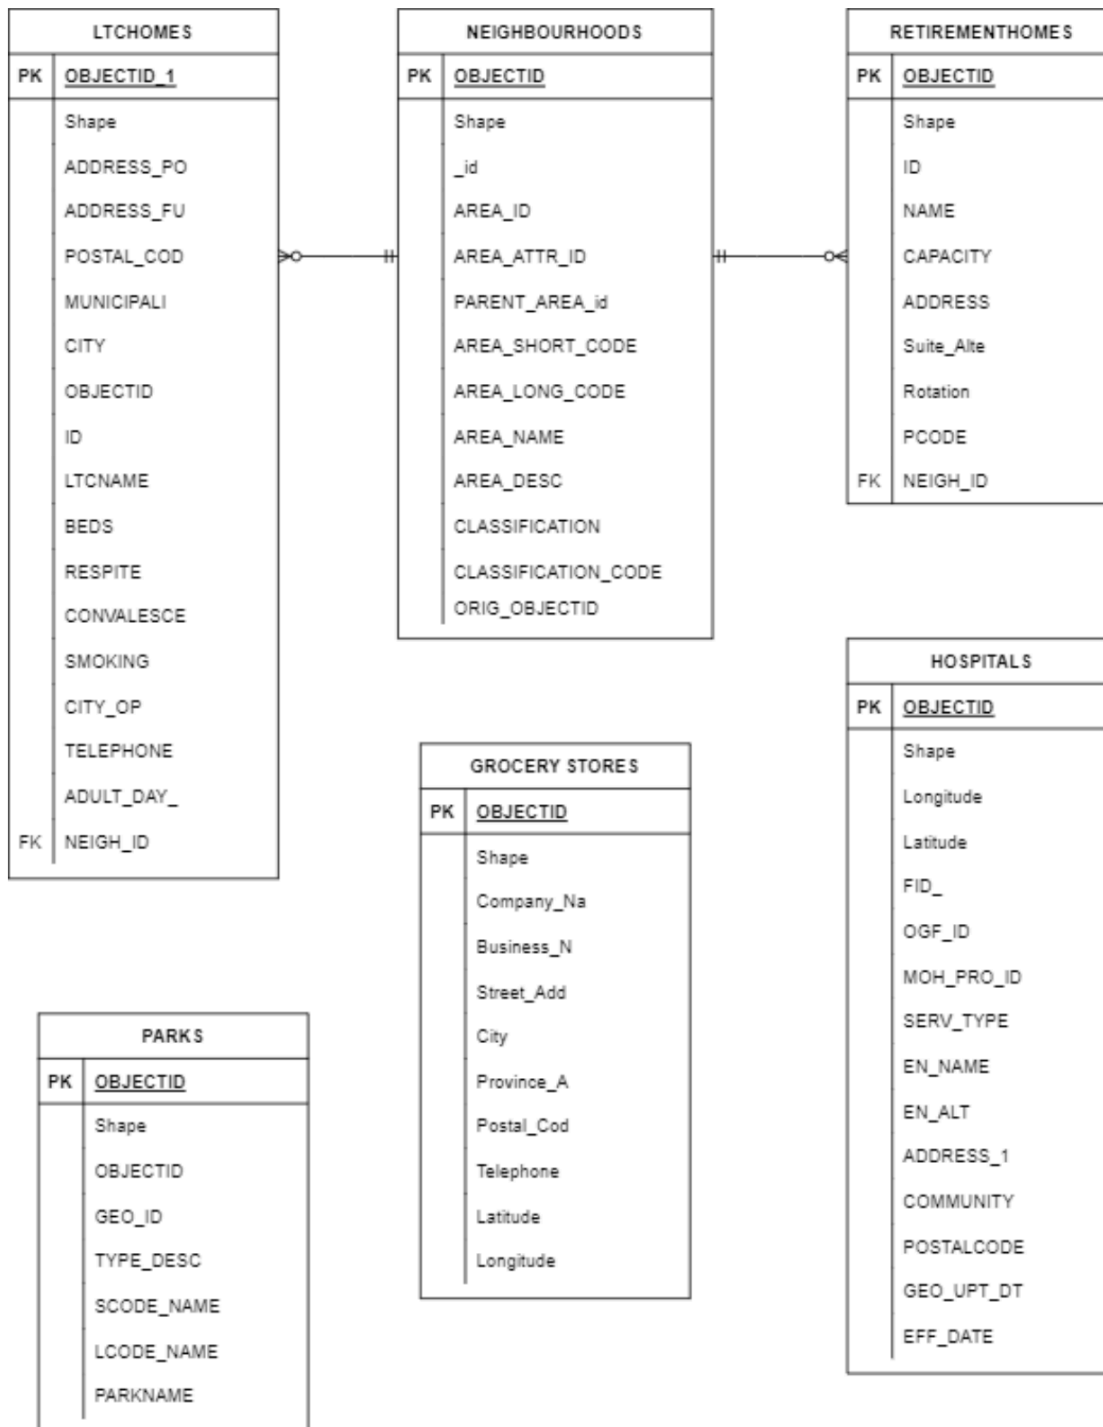 LTCHOMES
PK OBJECTID_1
Shape
ADDRESS_PO
ADDRESS_FU
POSTAL_COD
MUNICIPALI
CITY
OBJECTID
ID
LTCNAME
BEDS
RESPITE
CONVALESCE
SMOKING
CITY_OP
TELEPHONE
ADULT_DAY_
FK NEIGH_ID
NEIGHBOURHOODS
PK OBJECTID
Shape
_id
AREA_ID
AREA_ATTR_ID
PARENT_AREA_id
AREA_SHORT_CODE
AREA_LONG_CODE
AREA_NAME
AREA_DESC
CLASSIFICATION
CLASSIFICATION_CODE
ORIG_OBJECTID
RETIREMENTHOMES
PK OBJECTID
Shape
ID
NAME
CAPACITY
ADDRESS
Suite_Alte
Rotation
PCODE
FK NEIGH_ID
HOSPITALS
PK OBJECTID
Shape
Longitude
Latitude
FID_
OGF_ID
MOH_PRO_ID
SERV_TYPE
EN_NAME
EN_ALT
ADDRESS_1
COMMUNITY
POSTALCODE
GEO_UPT_DT
EFF_DATE
GROCERY STORES
PK OBJECTID
Shape
Company_Na
Business_N
Street_Add
City
Province_A
Postal_Cod
Telephone
Latitude
Longitude
PARKS
PK OBJECTID
Shape
OBJECTID
GEO_ID
TYPE_DESC
SCODE_NAME
LCODE_NAME
PARKNAME